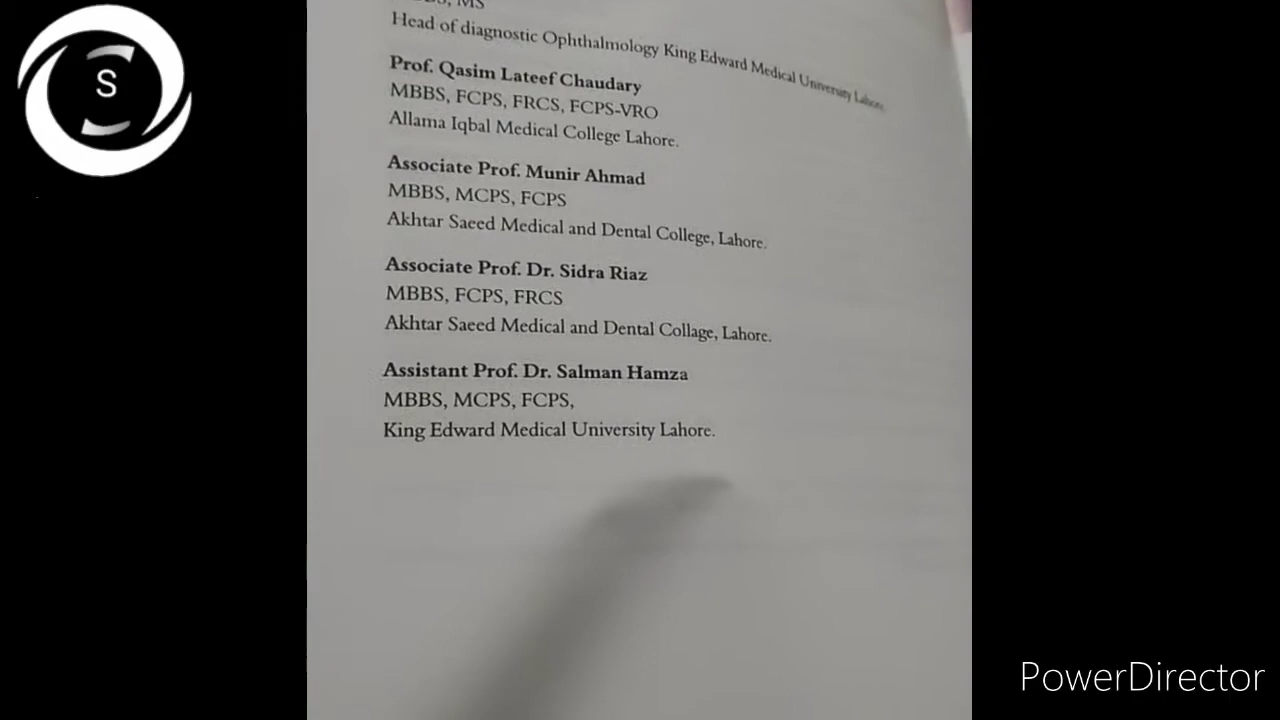 S
MBBS, MS
Head of diagnostic Ophthalmology King Edward Medical University Lahore.
Prof. Qasim Lateef Chaudary
MBBS, FCPS, FRCS, FCPS-VRO
Allama Iqbal Medical College Lahore.
Associate Prof. Munir Ahmad
MBBS, MCPS, FCPS
Akhtar Saeed Medical and Dental College, Lahore.
Associate Prof. Dr. Sidra Riaz
MBBS, FCPS, FRCS
Akhtar Saeed Medical and Dental Collage, Lahore.
Assistant Prof. Dr. Salman Hamza
MBBS, MCPS, FCPS,
King Edward Medical University Lahore.
PowerDirector